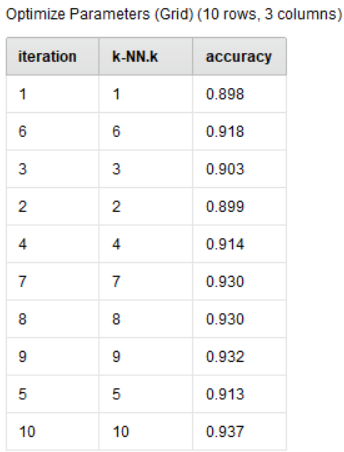 Optimize Parameters (Grid) (10 rows, 3 columns)
iteration k-NN.k accuracy
1 1 0.898
6 6 0.918
3 3 0.903
2 2 0.899
4 4 0.914
7 7 0.930
8 8 0.930
9 9 0.932
5 5 0.913
10 10 0.937